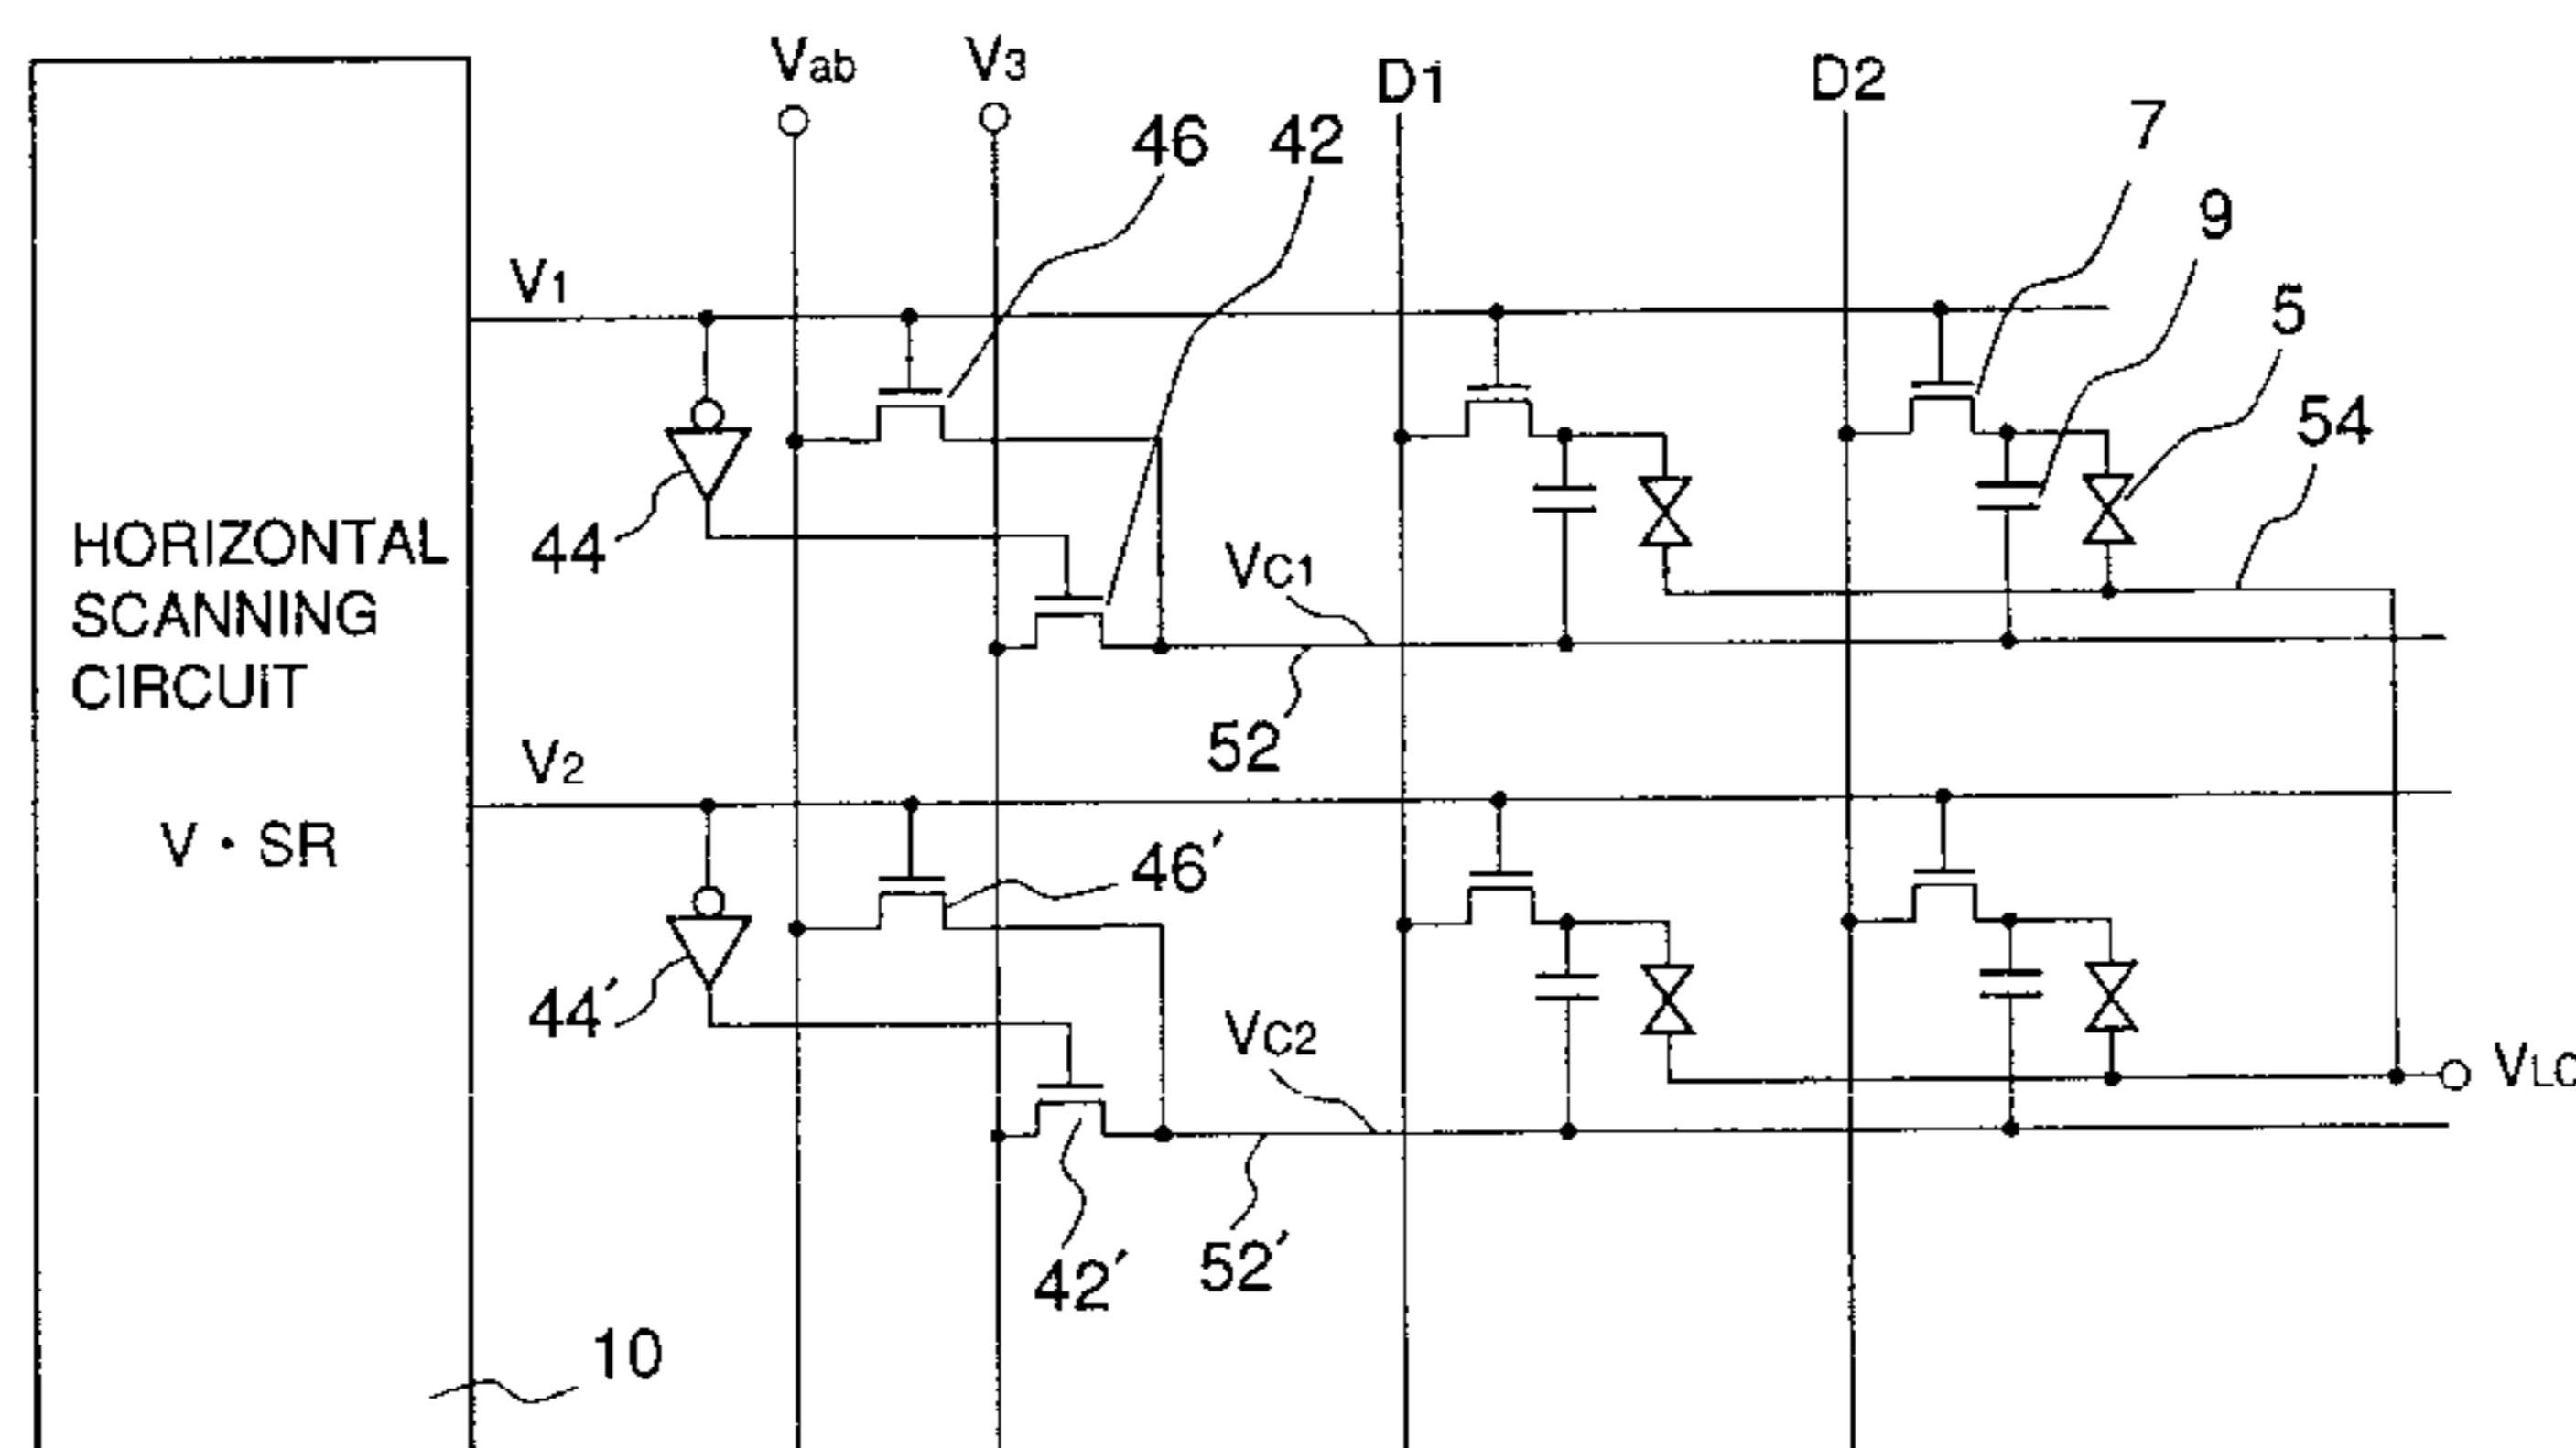 Vab
V3
D1
D2
46
42
7
9
5
54
V1
44
HORIZONTAL
SCANNING
CIRCUIT
V・SR
VC1
52
V2
46′
44′
VC2
42′
52′
10